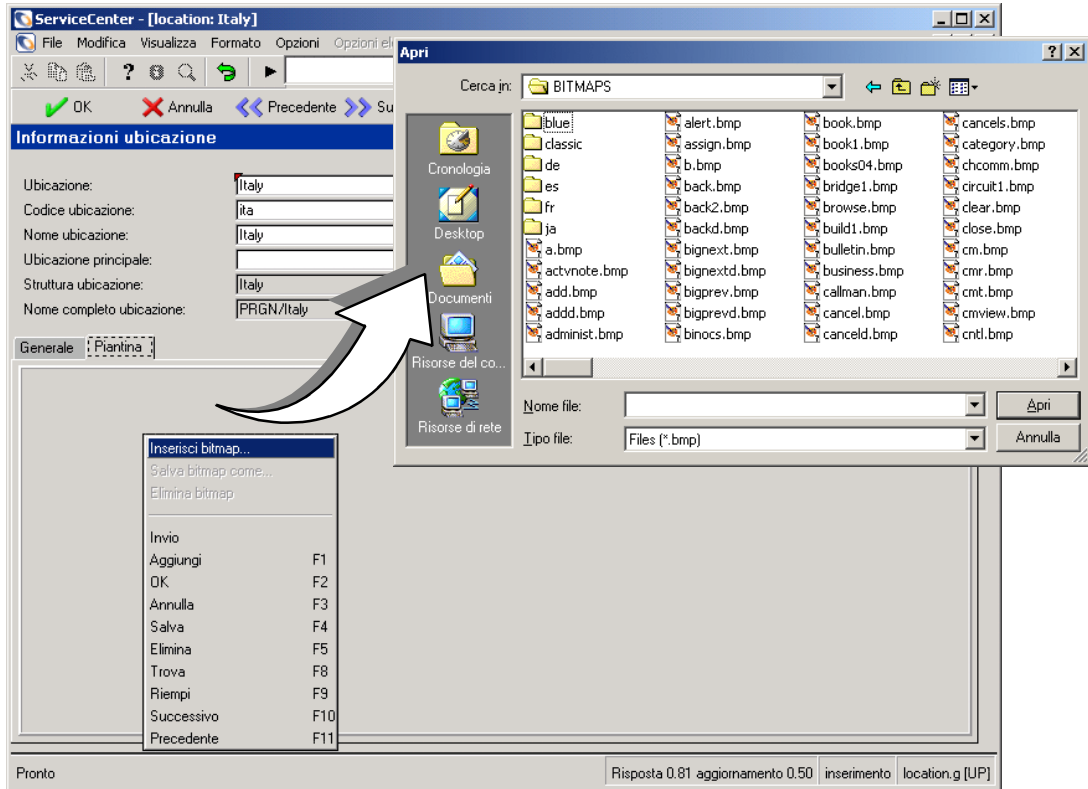 ServiceCenter - [location: Italy]
File Modifica Visualizza Formato Opzioni Opzioni el
OK Annulla Precedente Su
Informazioni ubicazione
Ubicazione: Italy
Codice ubicazione: ita
Nome ubicazione: Italy
Ubicazione principale:
Struttura ubicazione: Italy
Nome completo ubicazione: PRGN/Italy
Generale Piantina
Inserisci bitmap...
Salva bitmap come...
Elimina bitmap
Invio
Aggiungi F1
OK F2
Annulla F3
Salva F4
Elimina F5
Trova F8
Riempi F9
Successivo F10
Precedente F11
Apri
Cerca in: BITMAPS
Cronologia
Desktop
Documenti
Risorse del co...
Risorse di rete
blue alert.bmp book.bmp cancels.bmp
classic assign.bmp book1.bmp category.bmp
de b.bmp books04.bmp chcomm.bmp
es back.bmp bridge1.bmp circuit1.bmp
fr back2.bmp browse.bmp clear.bmp
ja backd.bmp build1.bmp close.bmp
a.bmp bignext.bmp bulletin.bmp cm.bmp
actvnote.bmp bignextd.bmp business.bmp cmr.bmp
add.bmp bigprev.bmp callman.bmp cmt.bmp
addd.bmp bigprevd.bmp cancel.bmp cmview.bmp
administ.bmp binocs.bmp canceld.bmp cntl.bmp
Nome file: Apri
Tipo file: Files (*.bmp) Annulla
Pronto Risposta 0.81 aggiornamento 0.50 inserimento location.g [UP]